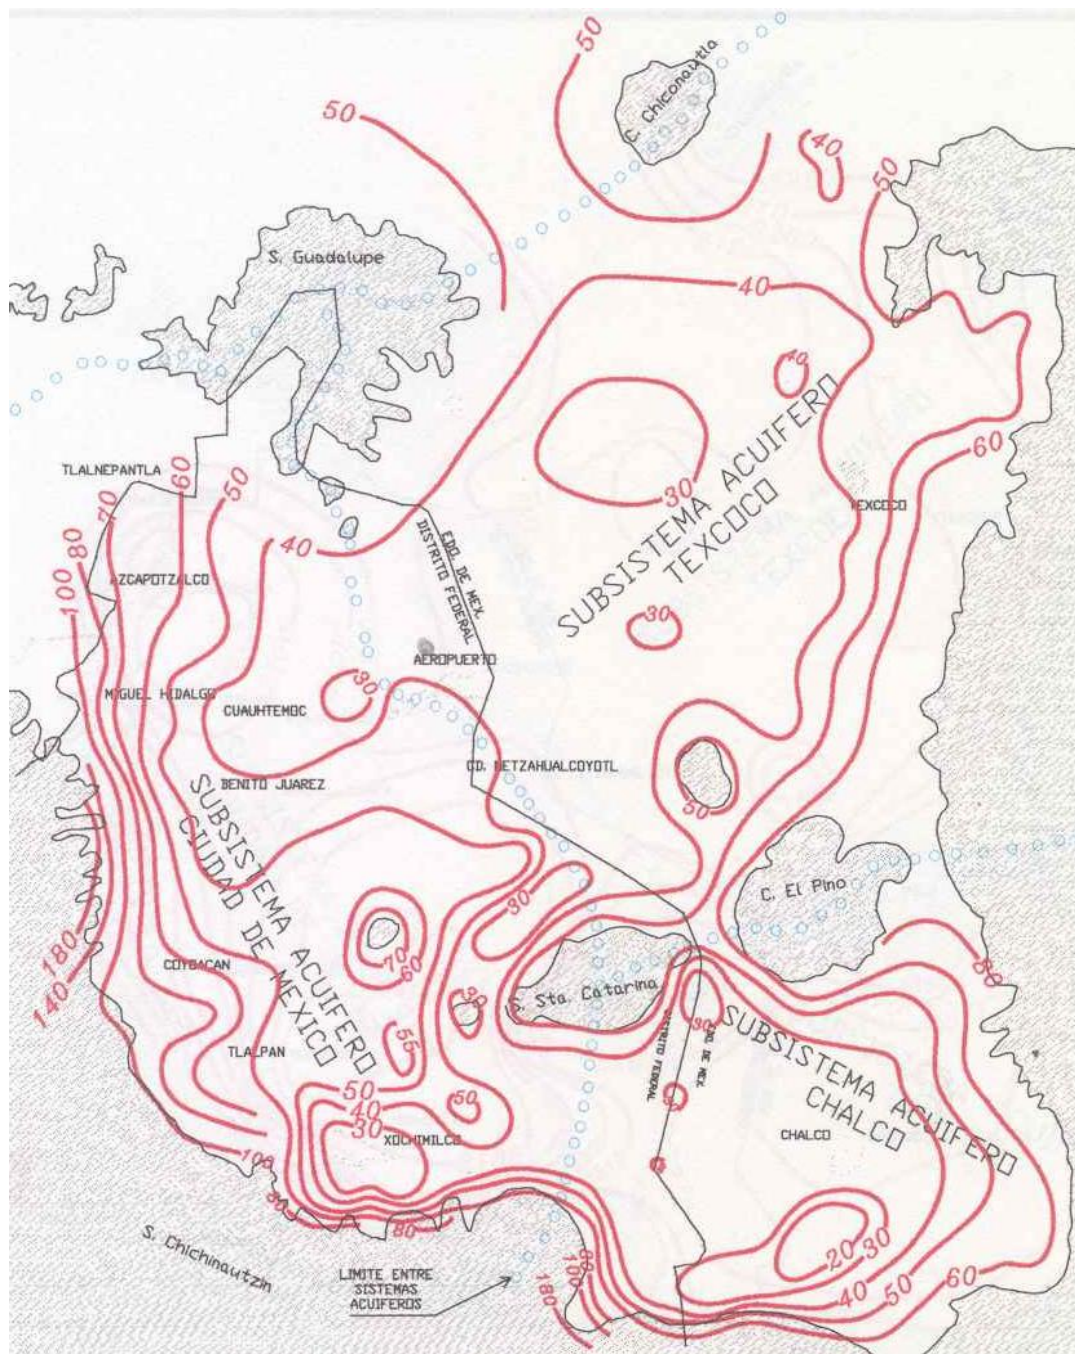 50
50
C. Chiconautla
40
50
S. Guadalupe
40
40
60
TLALNEPANTLA
60
50
70
30
TEXCOCO
SUBSISTEMA ACUIFERO
TEXCOCO
80
100
40
EDO. DE MEX.
DISTRITO FEDERAL
AZCAPOTZALCO
30
AEROPUERTO
30
MIGUEL HIDALGO
CUAUHTEMOC
CD. NETZAHUALCOYOTL
BENITO JUAREZ
50
SUBSISTEMA ACUIFERO
CIUDAD DE MEXICO
C. El Pino
30
70
60
180
140
COYOACAN
80
S. Sta. Catarina
30
30
DISTRITO FEDERAL
EDO. DE MEX.
SUBSISTEMA ACUIFERO
CHALCO
55
TLALPAN
50
50
40
30
XOCHIMILCO
CHALCO
100
80
80
20
30
S. Chichinautzin
LIMITE ENTRE
SISTEMAS
ACUIFEROS
80
100
180
40
50
60